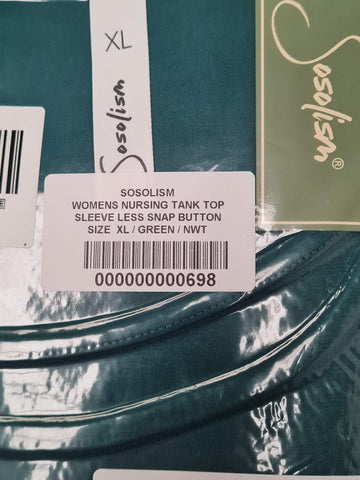 XL
Sosolism
Sosolism®
SOSOLISM
WOMENS NURSING TANK TOP
SLEEVE LESS SNAP BUTTON
SIZE XL / GREEN / NWT
000000000698